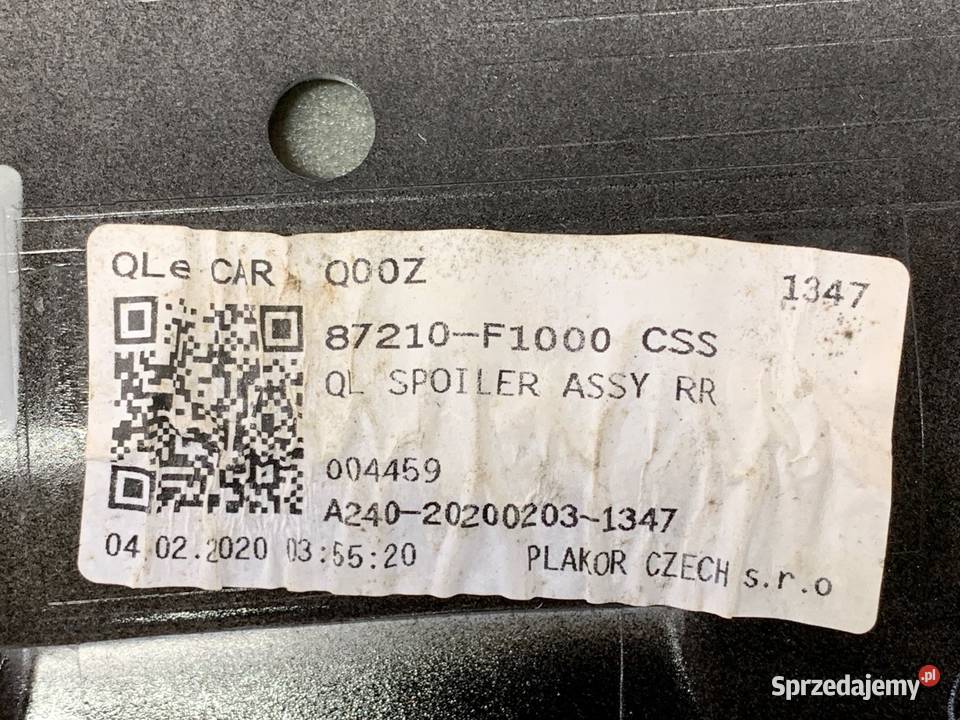 QLe CAR Q00Z 1347
87210-F1000 CSS
QL SPOILER ASSY RR
004459
A240-20200203-1347
04.02.2020 03:55:20 PLAKOR CZECH s.r.o
Sprzedajemy.pl